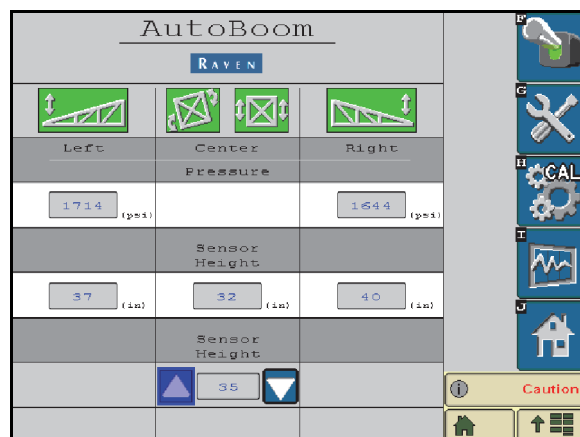 AutoBoom
RAVEN
Left Center Right
Pressure
1714 (psi) 1644 (psi)
Sensor
Height
37 (in) 32 (in) 40 (in)
Sensor
Height
35
F
G
H
CAL
I
J
Caution